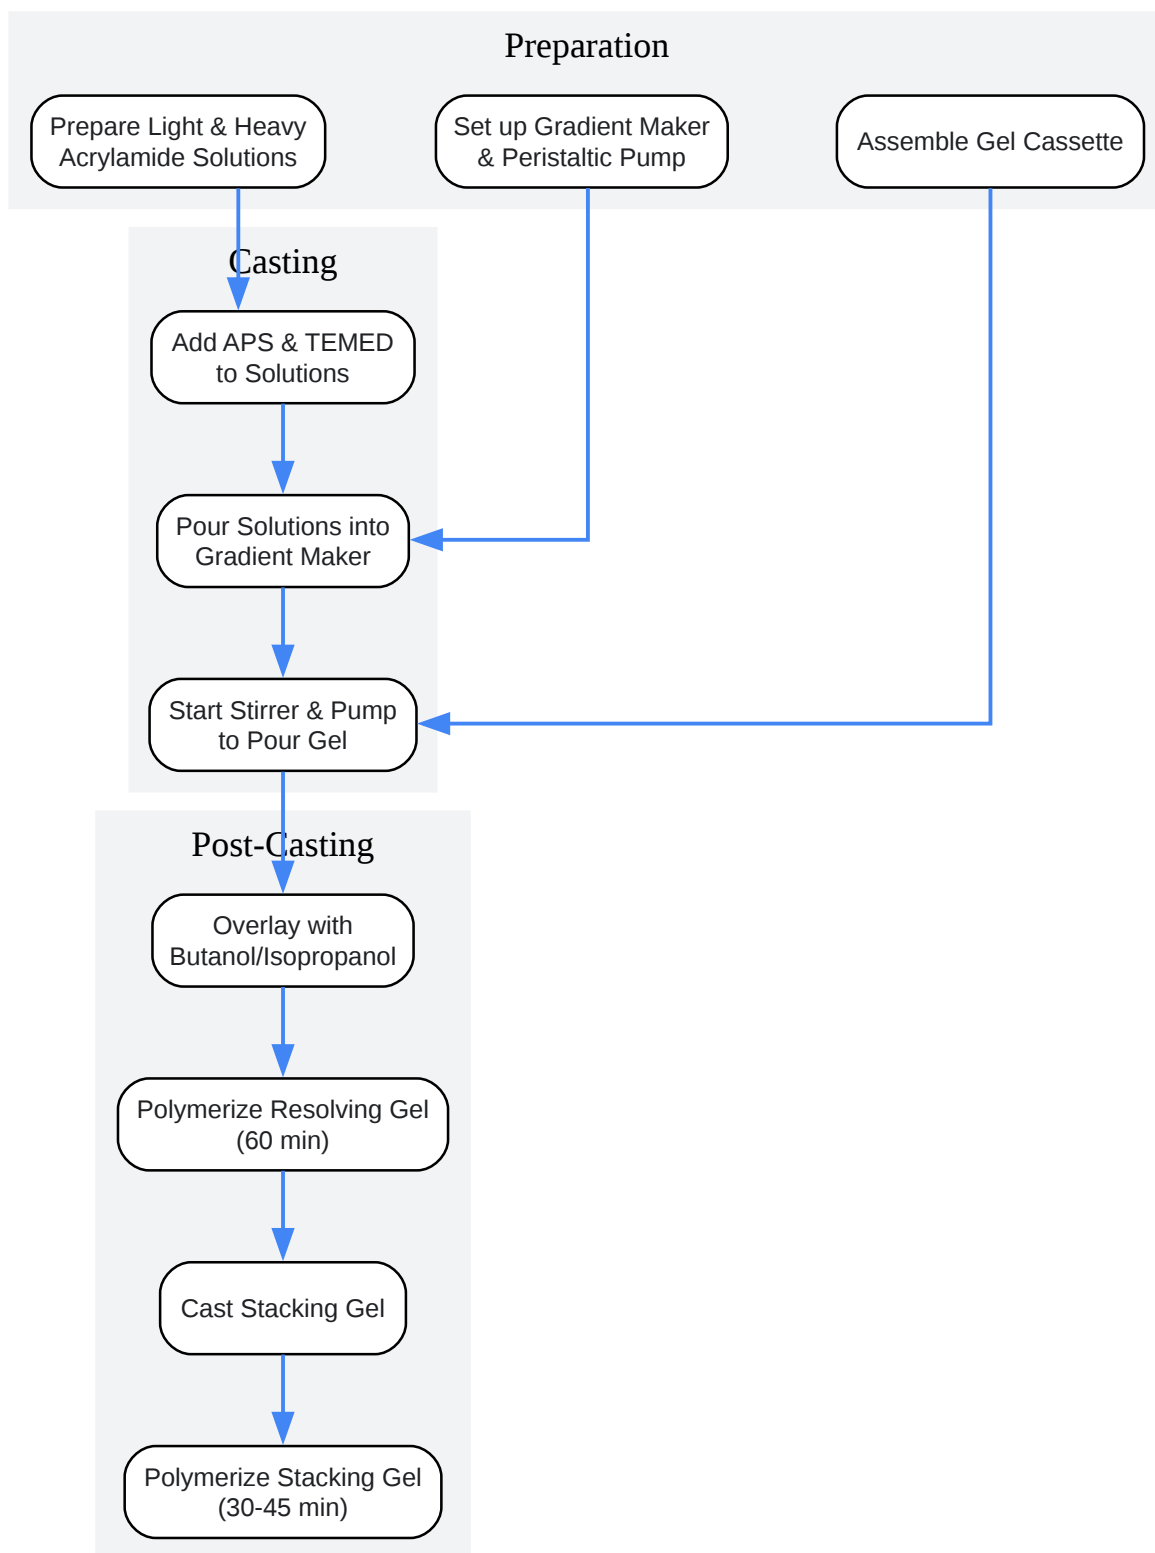 Preparation
Prepare Light & Heavy
Acrylamide Solutions
Set up Gradient Maker
& Peristaltic Pump
Assemble Gel Cassette
Casting
Add APS & TEMED
to Solutions
Pour Solutions into
Gradient Maker
Start Stirrer & Pump
to Pour Gel
Post-Casting
Overlay with
Butanol/Isopropanol
Polymerize Resolving Gel
(60 min)
Cast Stacking Gel
Polymerize Stacking Gel
(30-45 min)